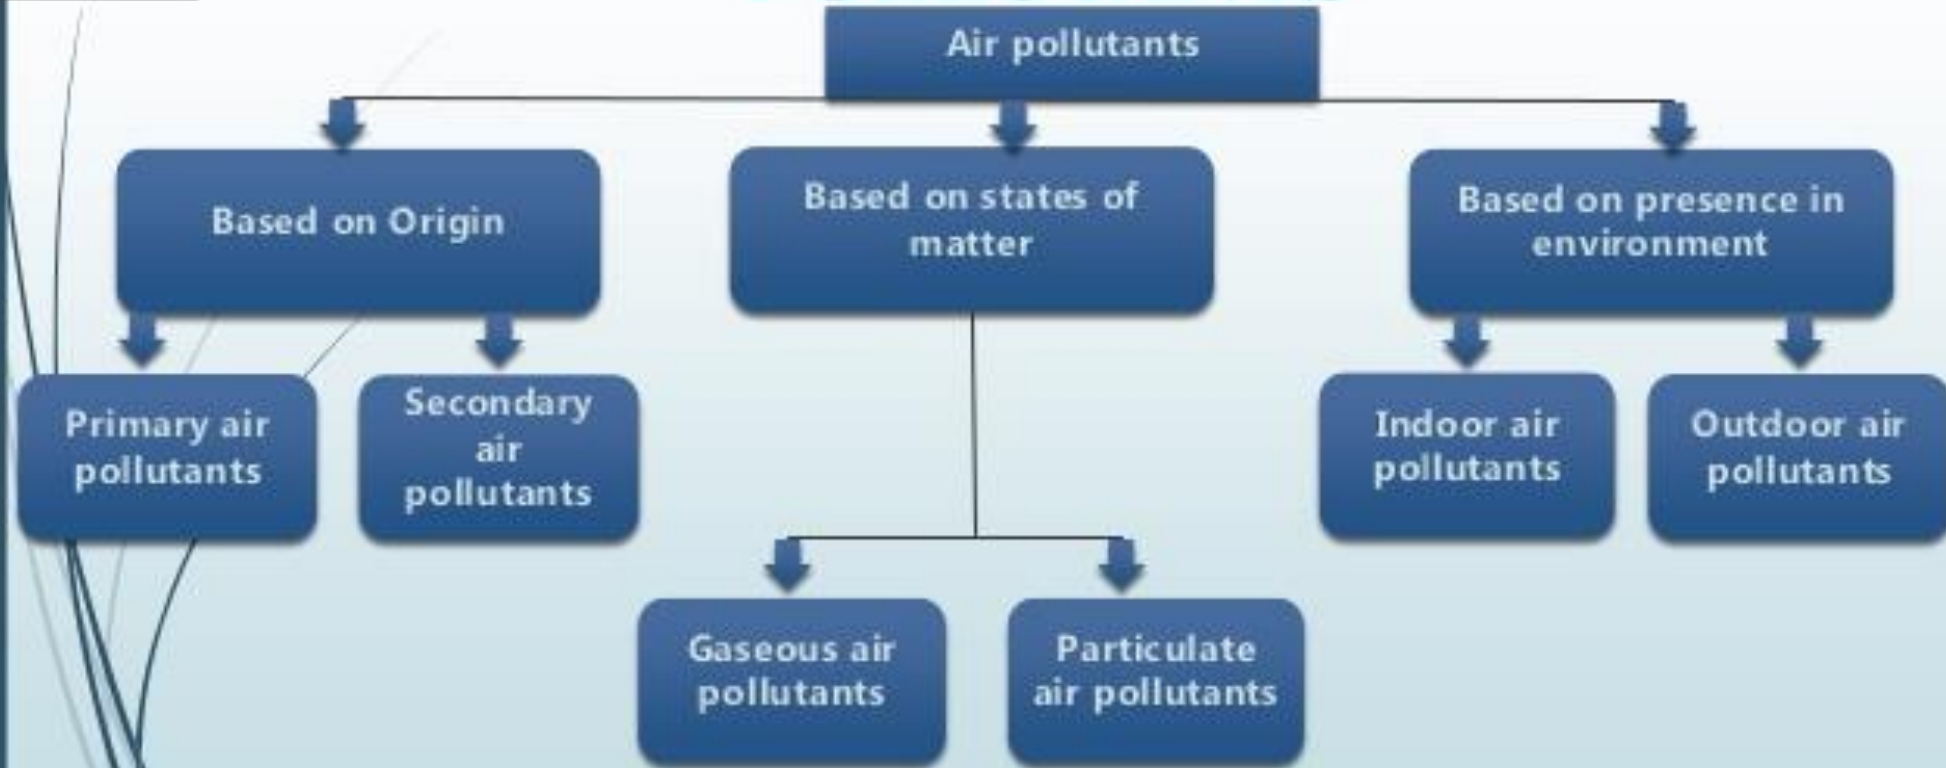 Air pollutants
Based on Origin
Based on states of
matter
Based on presence in
environment
Primary air
pollutants
Secondary
air
pollutants
Indoor air
pollutants
Outdoor air
pollutants
Gaseous air
pollutants
Particulate
air pollutants